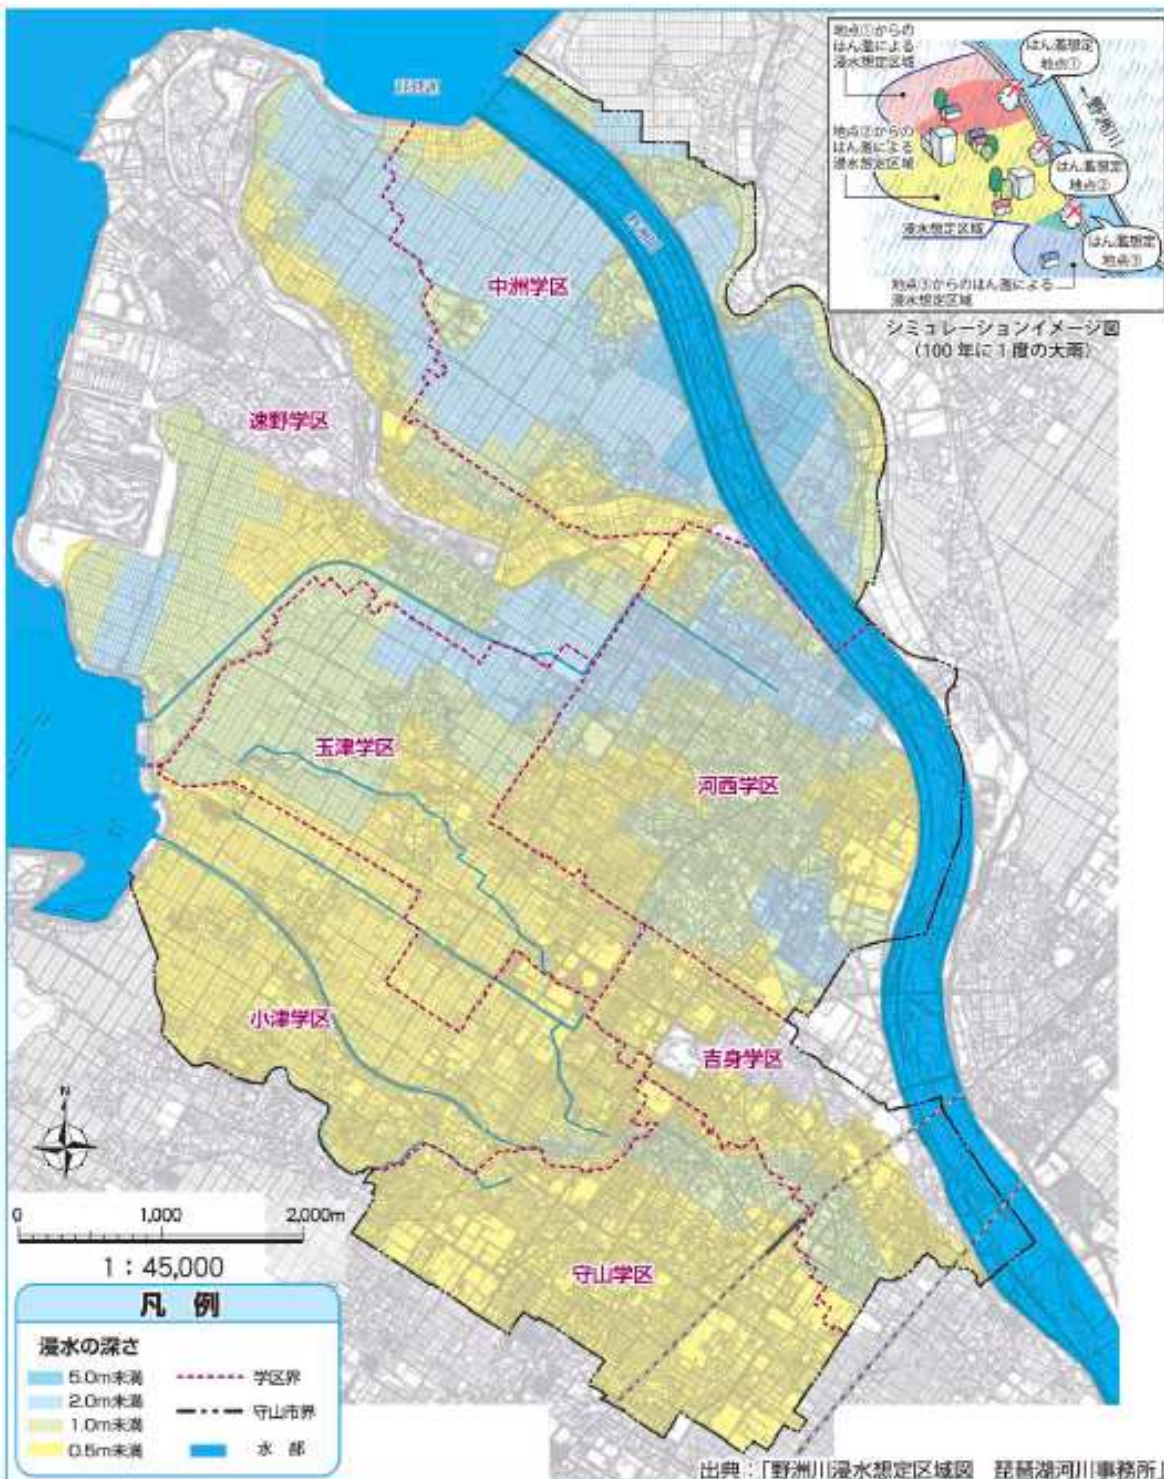 地点①からの
はん濫による
浸水想定区域
はん濫想定
地点①
野洲川
地点②からの
はん濫による
浸水想定区域
はん濫想定
地点②
浸水想定区域
はん濫想定
地点③
地点③からのはん濫による
浸水想定区域
シミュレーションイメージ図
(100年に1度の大雨)
中洲学区
速野学区
玉津学区
河西学区
小津学区
吉身学区
守山学区
N
0 1,000 2,000m
1:45,000
凡 例
浸水の深さ
5.0m未満
2.0m未満
1.0m未満
0.5m未満
学区界
守山市界
水 部
出典:「野洲川浸水想定区域図 琵琶湖河川事務所」